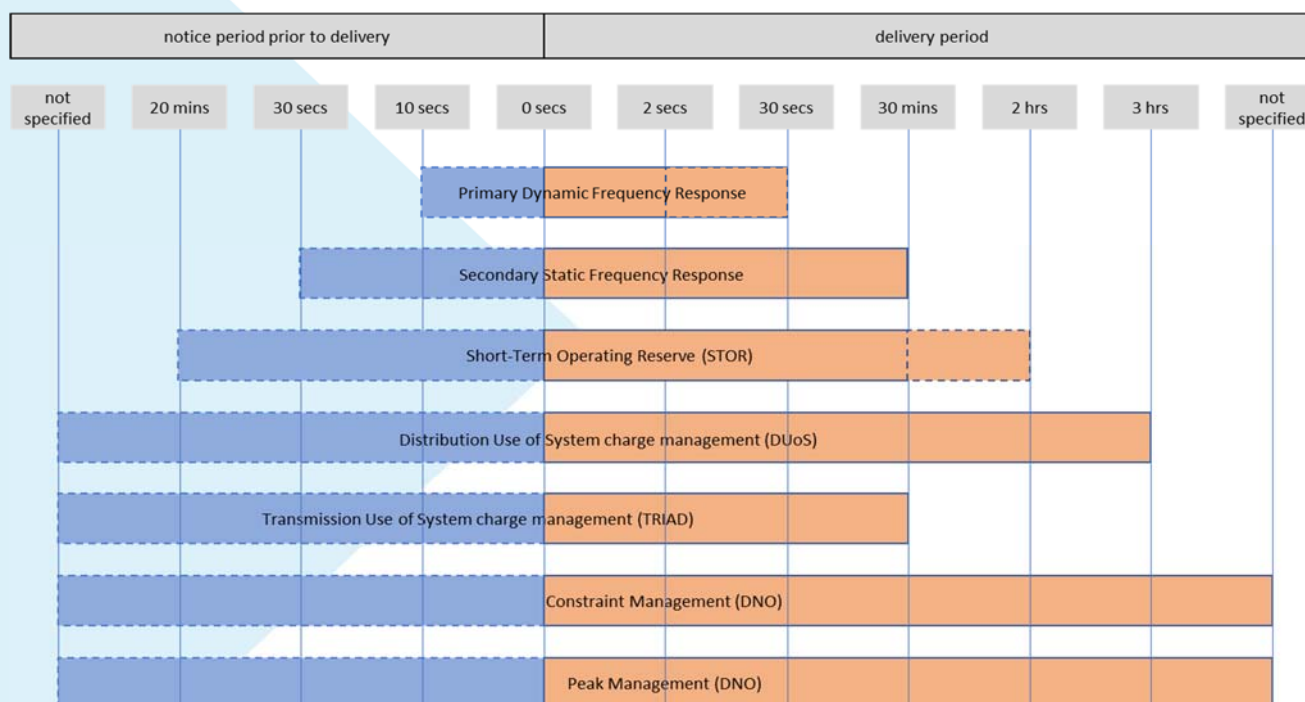 notice period prior to delivery
delivery period
not
specified
20 mins
30 secs
10 secs
0 secs
2 secs
30 secs
30 mins
2 hrs
3 hrs
not
specified
Primary Dynamic Frequency Response
Secondary Static Frequency Response
Short-Term Operating Reserve (STOR)
Distribution Use of System charge management (DUoS)
Transmission Use of System charge management (TRIAD)
Constraint Management (DNO)
Peak Management (DNO)